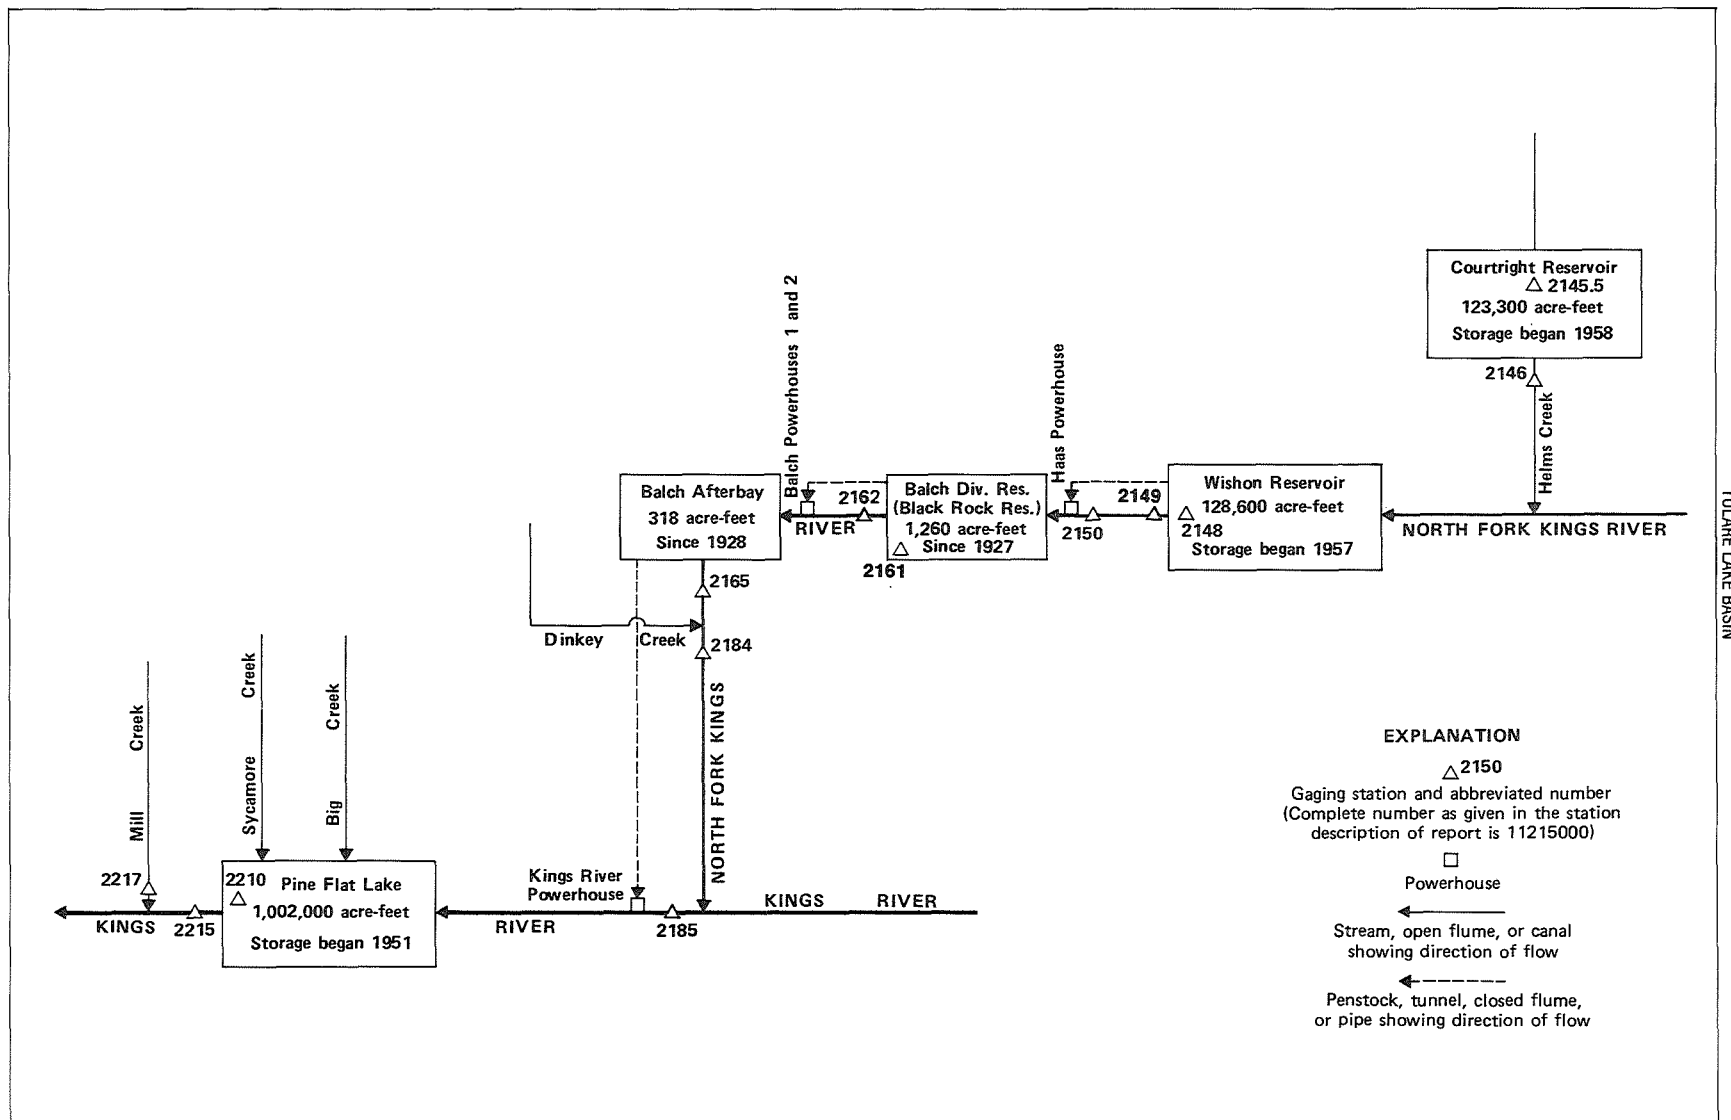 Courtright Reservoir
2145.5
123,300 acre-feet
Storage began 1958
2146
Helms Creek
Balch Powerhouses 1 and 2
Haas Powerhouse
Balch Afterbay
318 acre-feet
Since 1928
2162
RIVER
Balch Div. Res.
(Black Rock Res.)
1,260 acre-feet
Since 1927
2161
2149
2150
Wishon Reservoir
128,600 acre-feet
2148
Storage began 1957
NORTH FORK KINGS RIVER
TULARE LAKE BASIN
2165
Dinkey Creek
2184
NORTH FORK KINGS
Mill Creek
Sycamore Creek
Big Creek
2217
2210
Pine Flat Lake
1,002,000 acre-feet
Storage began 1951
KINGS
2215
RIVER
Kings River
Powerhouse
2185
KINGS RIVER
EXPLANATION
2150
Gaging station and abbreviated number
(Complete number as given in the station
description of report is 11215000)
Powerhouse
Stream, open flume, or canal
showing direction of flow
Penstock, tunnel, closed flume,
or pipe showing direction of flow